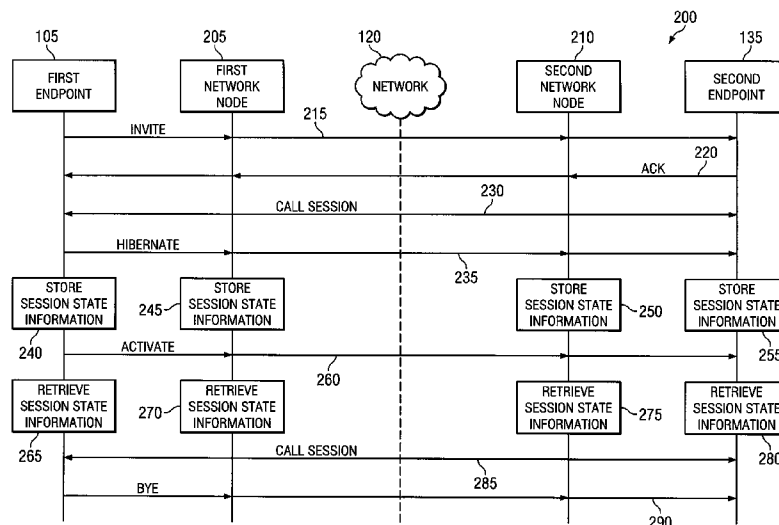 105
205
120
210
200
135
FIRST
ENDPOINT
FIRST
NETWORK
NODE
NETWORK
SECOND
NETWORK
NODE
SECOND
ENDPOINT
INVITE
215
220
ACK
CALL SESSION
230
HIBERNATE
235
STORE
SESSION STATE
INFORMATION
240
245
STORE
SESSION STATE
INFORMATION
STORE
SESSION STATE
INFORMATION
250
STORE
SESSION STATE
INFORMATION
255
ACTIVATE
260
RETRIEVE
SESSION STATE
INFORMATION
265
270
RETRIEVE
SESSION STATE
INFORMATION
RETRIEVE
SESSION STATE
INFORMATION
275
RETRIEVE
SESSION STATE
INFORMATION
280
CALL SESSION
285
BYE
290